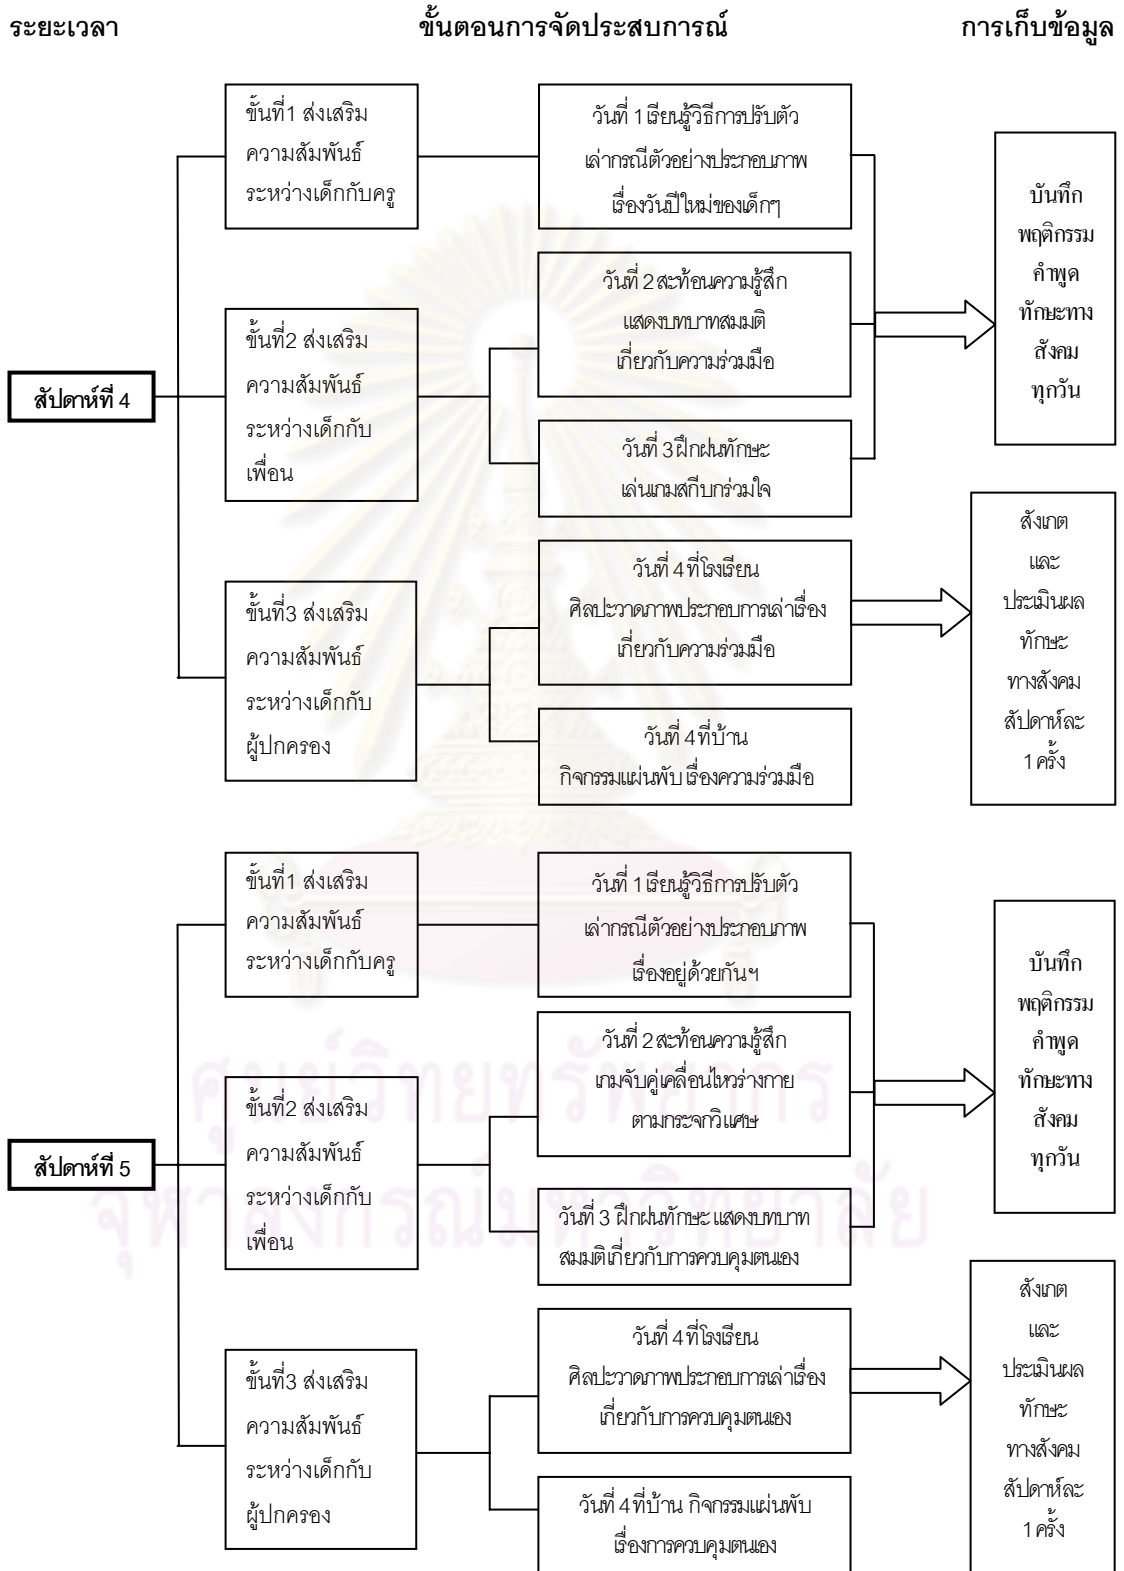 ระยะเวลา ขั้นตอนการจัดประสบการณ์ การเก็บข้อมูล
สัปดาห์ที่ 4
ขั้นที่1 ส่งเสริม
ความสัมพันธ์
ระหว่างเด็กกับครู
วันที่ 1 เรียนรู้วิธีการปรับตัว
เล่ากรณีตัวอย่างประกอบภาพ
เรื่องวันปีใหม่ของเด็กๆ
ขั้นที่2 ส่งเสริม
ความสัมพันธ์
ระหว่างเด็กกับ
เพื่อน
วันที่ 2 สะท้อนความรู้สึก
แสดงบทบาทสมมติ
เกี่ยวกับความร่วมมือ
วันที่ 3 ฝึกฝนทักษะ
เล่นเกมสกีบกร่วมใจ
บันทึก
พฤติกรรม
คำพูด
ทักษะทาง
สังคม
ทุกวัน
ขั้นที่3 ส่งเสริม
ความสัมพันธ์
ระหว่างเด็กกับ
ผู้ปกครอง
วันที่ 4 ที่โรงเรียน
ศิลปะวาดภาพประกอบการเล่าเรื่อง
เกี่ยวกับความร่วมมือ
วันที่ 4 ที่บ้าน
กิจกรรมแผ่นพับ เรื่องความร่วมมือ
สังเกต
และ
ประเมินผล
ทักษะ
ทางสังคม
สัปดาห์ละ
1 ครั้ง
สัปดาห์ที่ 5
ขั้นที่1 ส่งเสริม
ความสัมพันธ์
ระหว่างเด็กกับครู
วันที่ 1 เรียนรู้วิธีการปรับตัว
เล่ากรณีตัวอย่างประกอบภาพ
เรื่องอยู่ด้วยกันฯ
ขั้นที่2 ส่งเสริม
ความสัมพันธ์
ระหว่างเด็กกับ
เพื่อน
วันที่ 2 สะท้อนความรู้สึก
เกมจับคู่เคลื่อนไหวร่างกาย
ตามกระจกวิเศษ
วันที่ 3 ฝึกฝนทักษะ แสดงบทบาท
สมมติเกี่ยวกับการควบคุมตนเอง
บันทึก
พฤติกรรม
คำพูด
ทักษะทาง
สังคม
ทุกวัน
ขั้นที่3 ส่งเสริม
ความสัมพันธ์
ระหว่างเด็กกับ
ผู้ปกครอง
วันที่ 4 ที่โรงเรียน
ศิลปะวาดภาพประกอบการเล่าเรื่อง
เกี่ยวกับการควบคุมตนเอง
วันที่ 4 ที่บ้าน กิจกรรมแผ่นพับ
เรื่องการควบคุมตนเอง
สังเกต
และ
ประเมินผล
ทักษะ
ทางสังคม
สัปดาห์ละ
1 ครั้ง
ศูนย์วิทยทรัพยากร
จุฬาลงกรณ์มหาวิทยาลัย